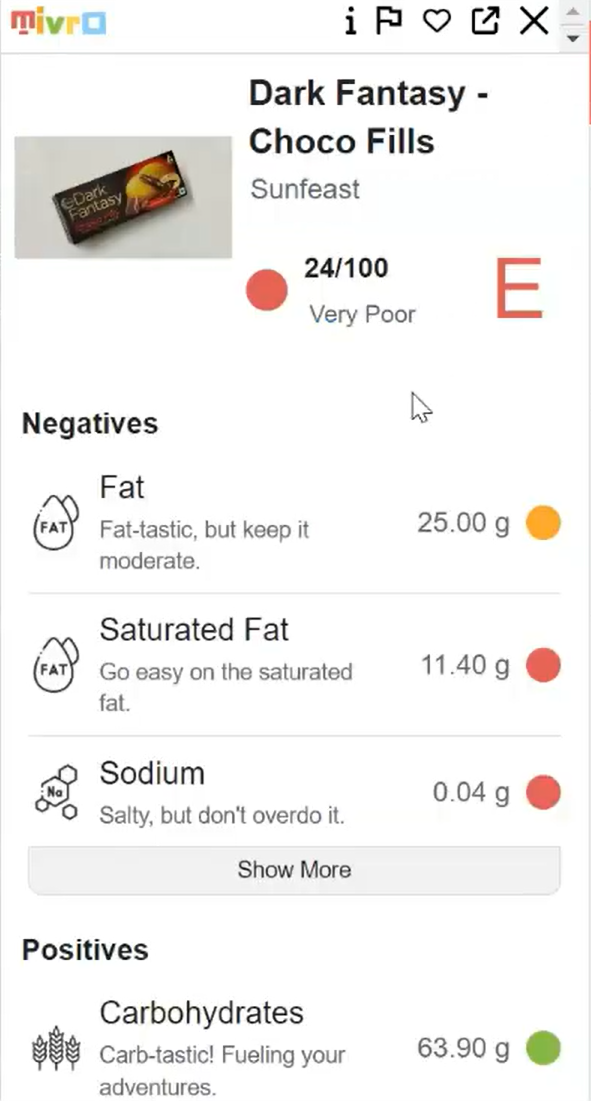 mivro
Dark Fantasy -
Choco Fills
Sunfeast
Dark
Fantasy
24/100
Very Poor
E
Negatives
Fat
FAT
Fat-tastic, but keep it
moderate.
25.00 g
Saturated Fat
FAT
Go easy on the saturated
fat.
11.40 g
Sodium
Na
Salty, but don't overdo it.
0.04 g
Show More
Positives
Carbohydrates
Carb-tastic! Fueling your
adventures.
63.90 g